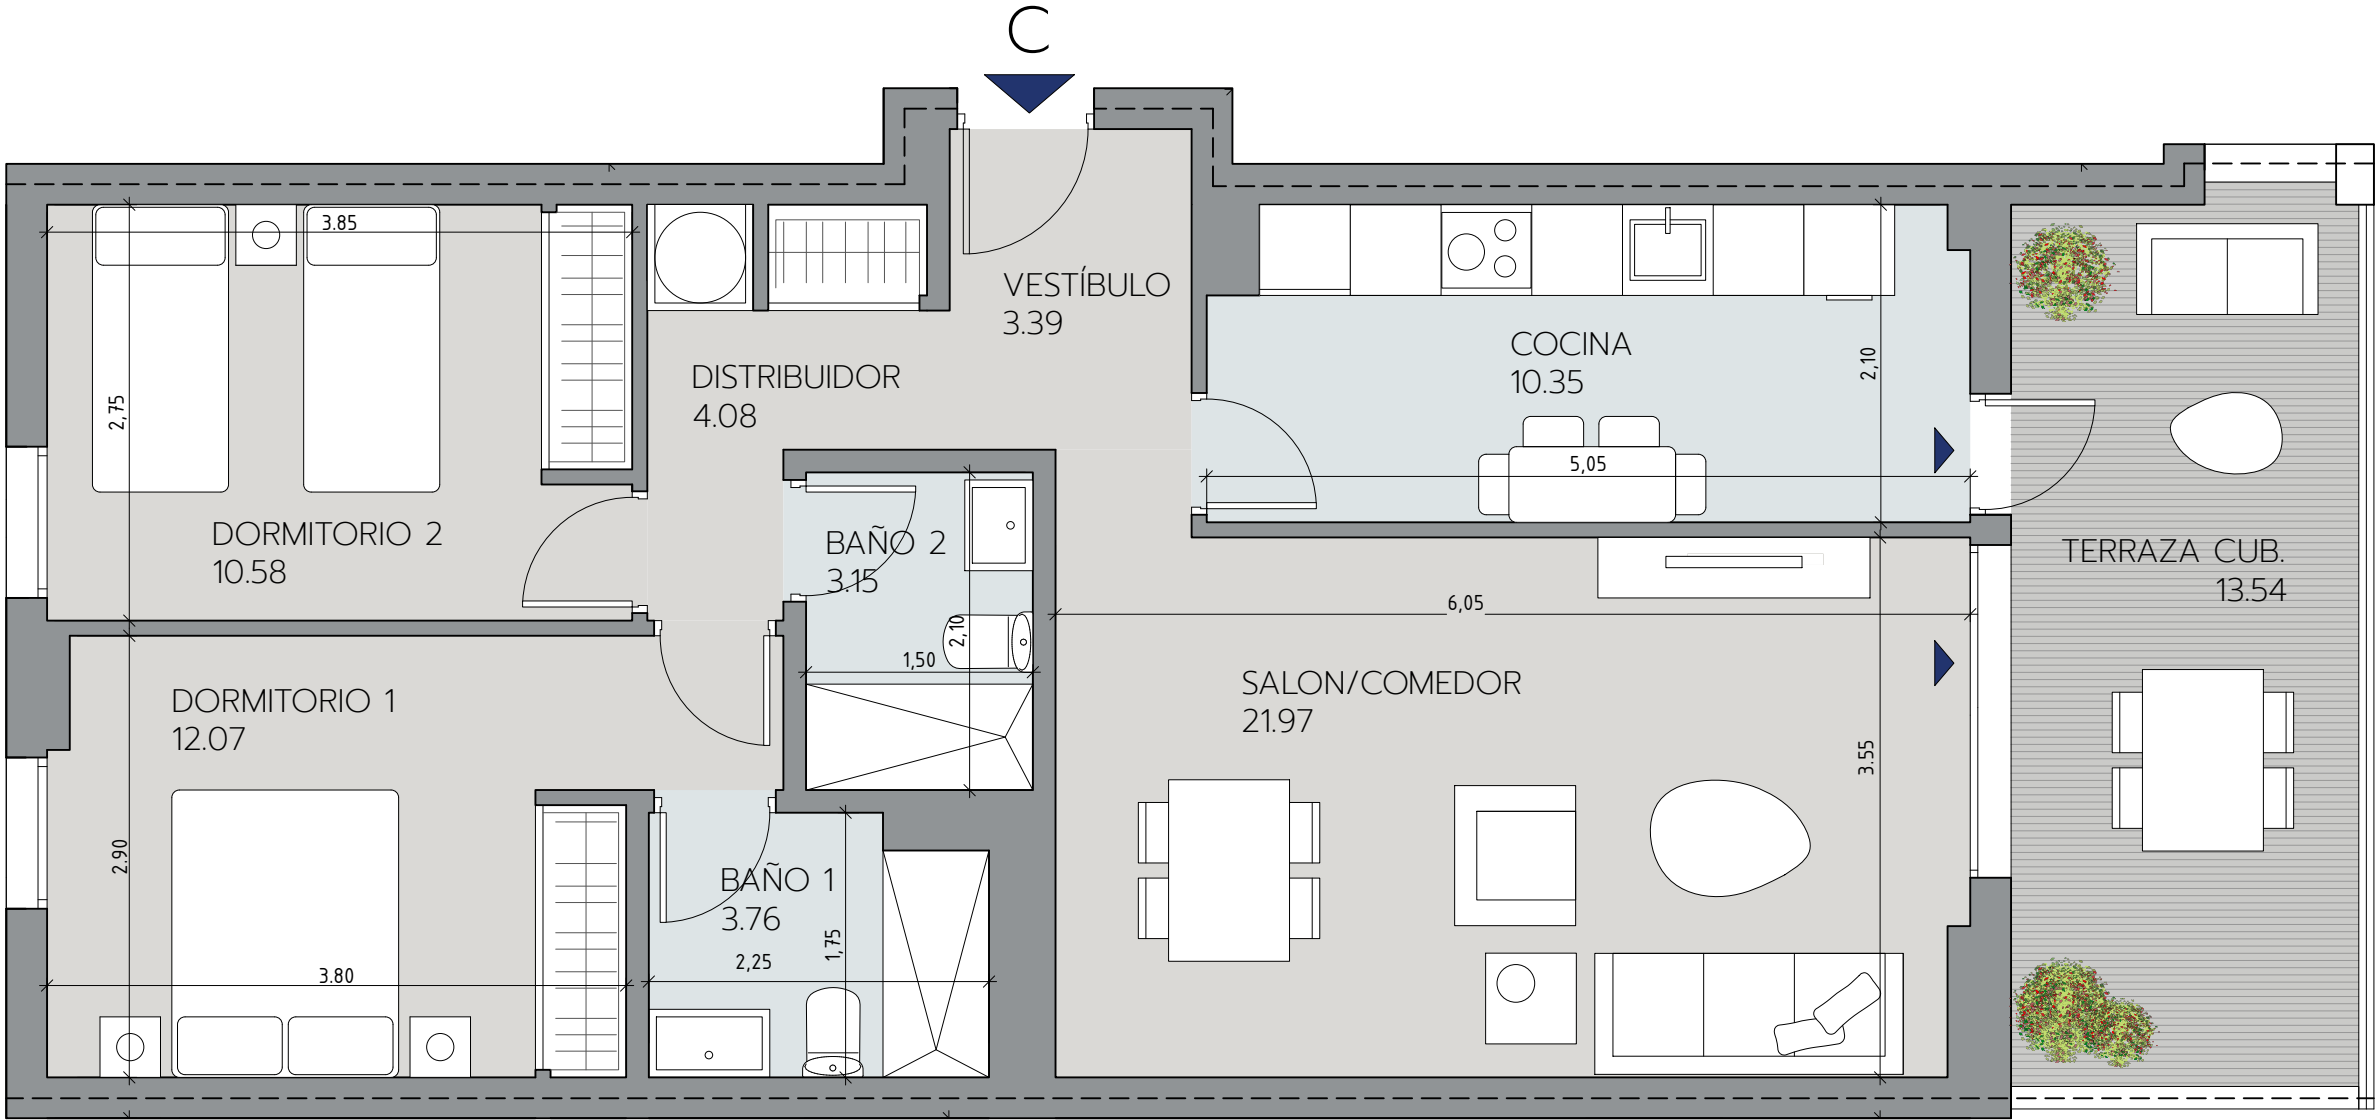 C
3.85
VESTÍBULO
3.39
COCINA
10.35
2,10
DISTRIBUIDOR
4.08
2,75
5,05
DORMITORIO 2
10.58
BAÑO 2
3.15
TERRAZA CUB.
13.54
6,05
2,10
1,50
DORMITORIO 1
12.07
SALON/COMEDOR
21.97
3.55
2.90
BAÑO 1
3.76
1,75
2,25
3.80